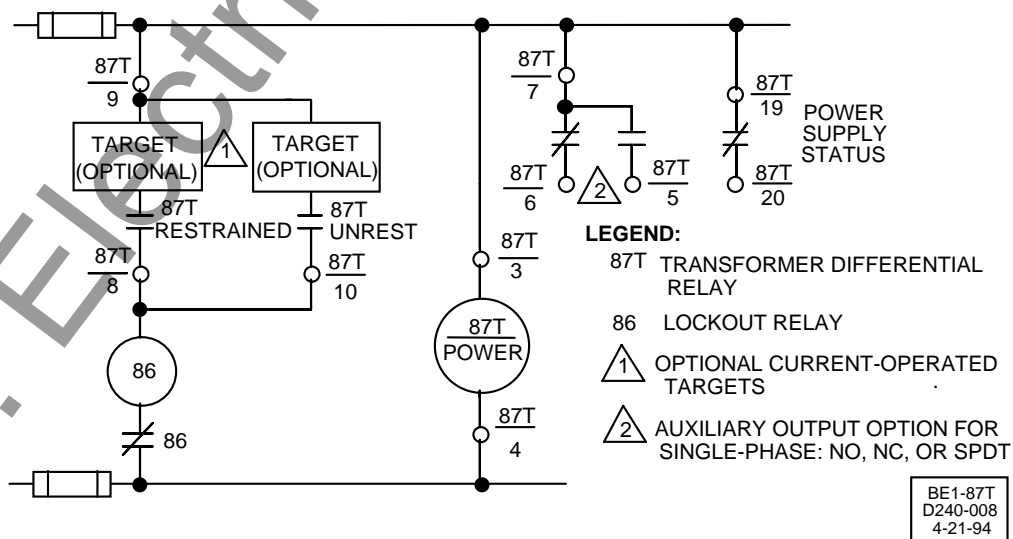 87T
9
TARGET
(OPTIONAL)
1
TARGET
(OPTIONAL)
87T
RESTRAINED
87T
UNREST
87T
8
87T
10
86
86
87T
3
87T
POWER
87T
4
87T
7
87T
6
2
87T
5
87T
19
POWER
SUPPLY
STATUS
87T
20
LEGEND:
87T TRANSFORMER DIFFERENTIAL
RELAY
86 LOCKOUT RELAY
1 OPTIONAL CURRENT-OPERATED
TARGETS
2 AUXILIARY OUTPUT OPTION FOR
SINGLE-PHASE: NO, NC, OR SPDT
BE1-87T
D240-008
4-21-94
. Electri